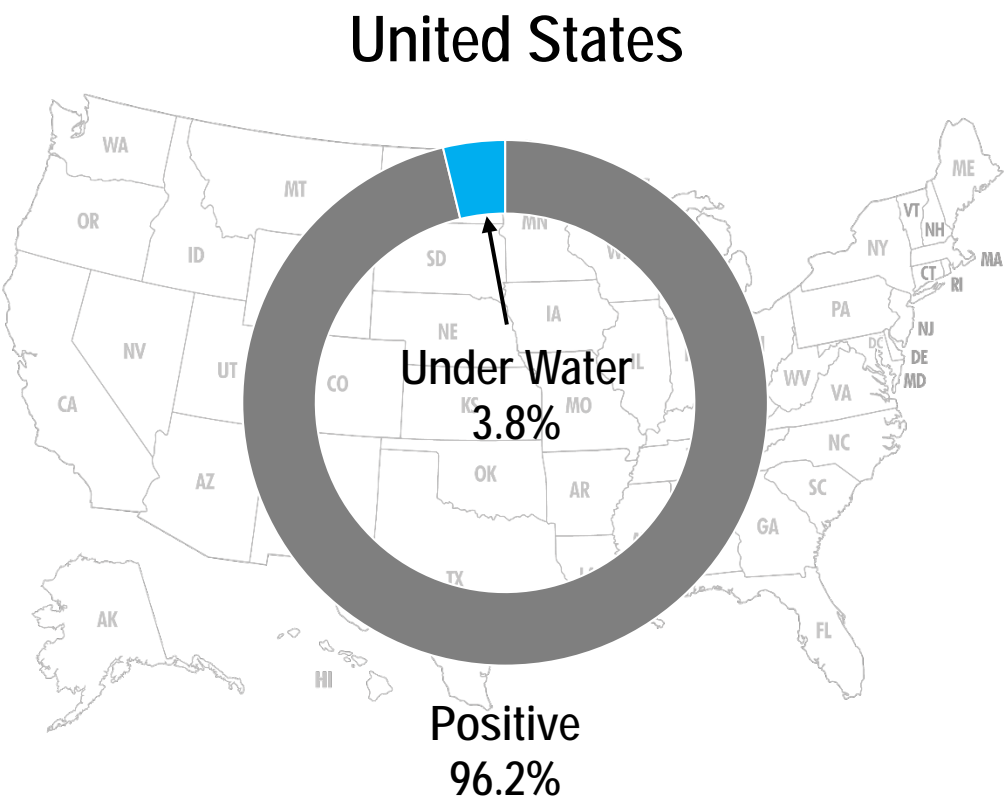 United States
WA
MT
ME
OR
ID
VT
NH
NY
MA
SD
MN
CT
RI
IA
PA
NJ
NE
NV
UT
CO
DC
DE
MD
Under Water
IL
WV
VA
CA
KS
MO
3.8%
NC
AZ
OK
AR
SC
GA
TX
AK
FL
HI
Positive
96.2%